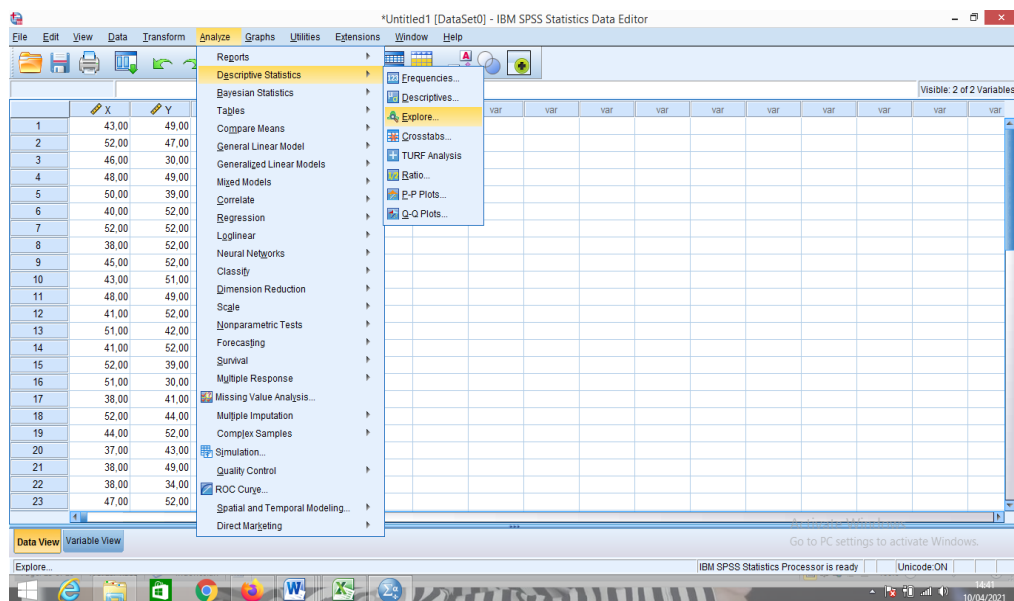 *Untitled1 [DataSet0] - IBM SPSS Statistics Data Editor
File Edit View Data Transform Analyze Graphs Utilities Extensions Window Help
Visible: 2 of 2 Variables
X Y var var var var var var var var var var
1 43,00 49,00
2 52,00 47,00
3 46,00 30,00
4 48,00 49,00
5 50,00 39,00
6 40,00 52,00
7 52,00 52,00
8 38,00 52,00
9 45,00 52,00
10 43,00 51,00
11 48,00 49,00
12 41,00 52,00
13 51,00 42,00
14 41,00 52,00
15 52,00 39,00
16 51,00 30,00
17 38,00 41,00
18 52,00 44,00
19 44,00 52,00
20 37,00 43,00
21 38,00 49,00
22 38,00 34,00
23 47,00 52,00
Reports
Descriptive Statistics
Bayesian Statistics
Tables
Compare Means
General Linear Model
Generalized Linear Models
Mixed Models
Correlate
Regression
Loglinear
Neural Networks
Classify
Dimension Reduction
Scale
Nonparametric Tests
Forecasting
Survival
Multiple Response
Missing Value Analysis...
Multiple Imputation
Complex Samples
Simulation...
Quality Control
ROC Curve...
Spatial and Temporal Modeling...
Direct Marketing
Frequencies...
Descriptives...
Explore...
Crosstabs...
TURF Analysis
Ratio...
P-P Plots...
Q-Q Plots...
Data View Variable View
Activate Windows
Go to PC settings to activate Windows.
Explore... IBM SPSS Statistics Processor is ready Unicode:ON
14:41
10/04/2021